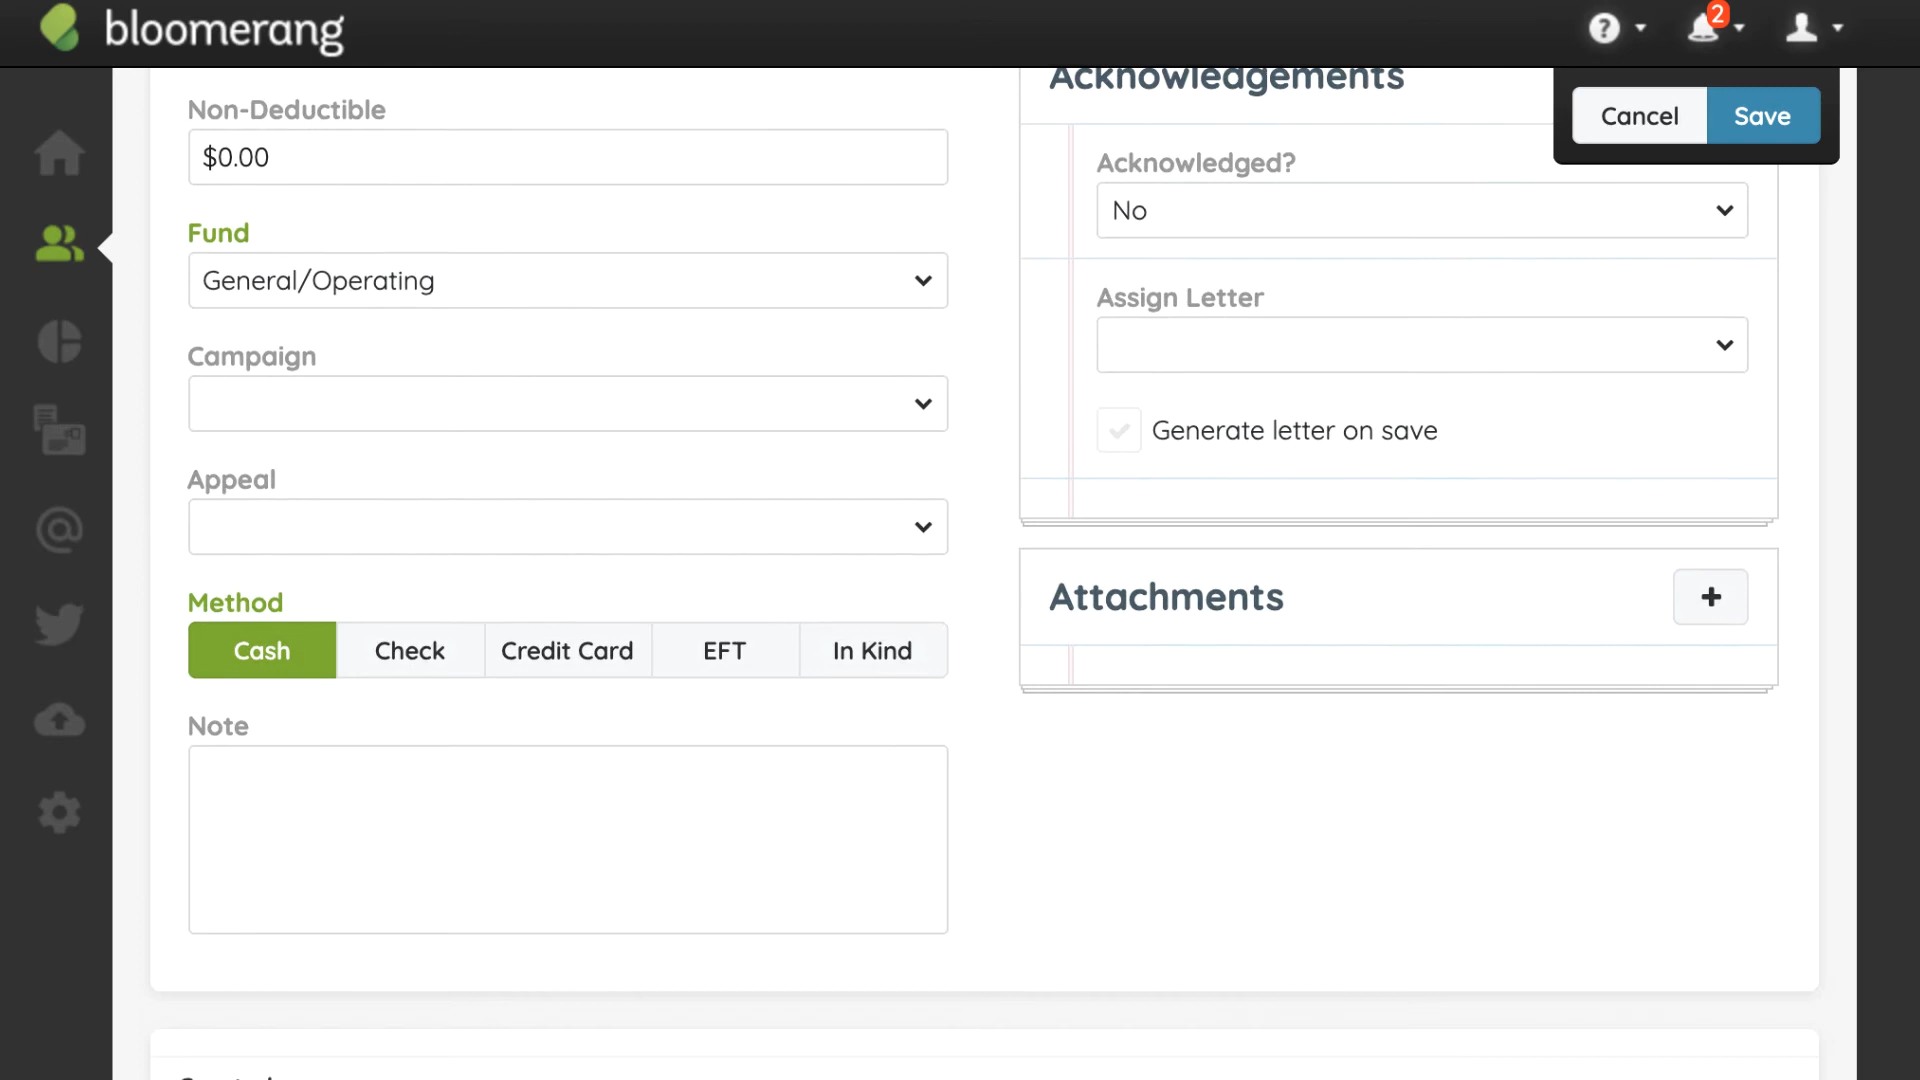 bloomerang
2
Acknowledgements
Cancel
Save
Non-Deductible
$0.00
Fund
General/Operating
Campaign
Appeal
Method
Cash
Check
Credit Card
EFT
In Kind
Note
Acknowledged?
No
Assign Letter
Generate letter on save
Attachments